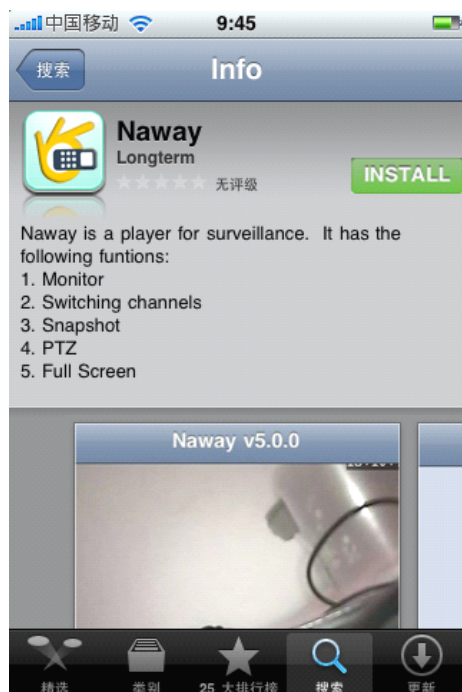 中国移动 9:45
搜索 Info
Naway
Longterm
无评级
INSTALL
Naway is a player for surveillance. It has the
following funtions:
1. Monitor
2. Switching channels
3. Snapshot
4. PTZ
5. Full Screen
Naway v5.0.0
精选 类别 25 大排行榜 搜索 更新